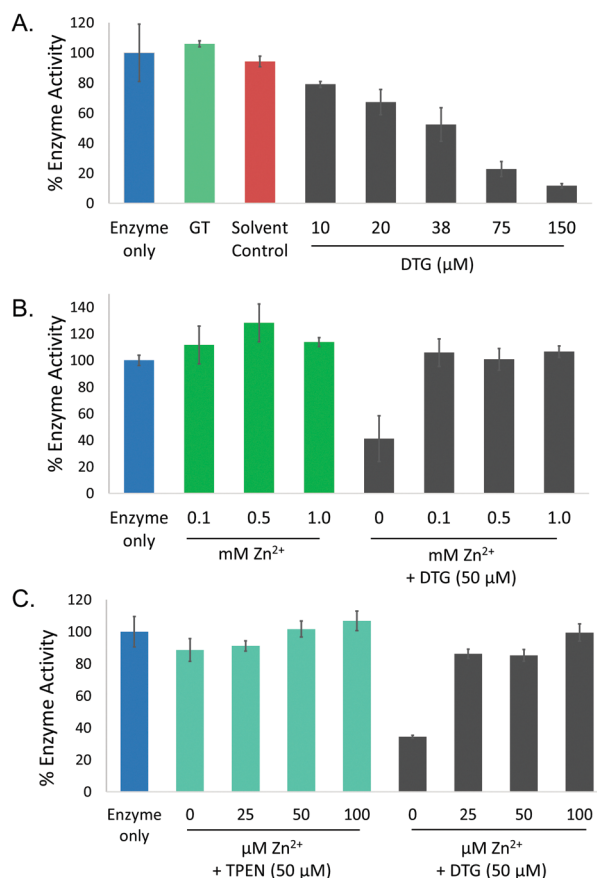 A.
% Enzyme Activity
120
100
80
60
40
20
0
Enzyme only
GT
Solvent Control
10
20
38
75
150
DTG (µM)
B.
% Enzyme Activity
140
120
100
80
60
40
20
0
Enzyme only
0.1
0.5
1.0
0
0.1
0.5
1.0
mM Zn²⁺
mM Zn²⁺
+ DTG (50 µM)
C.
% Enzyme Activity
120
100
80
60
40
20
0
Enzyme only
0
25
50
100
0
25
50
100
µM Zn²⁺
+ TPEN (50 µM)
µM Zn²⁺
+ DTG (50 µM)